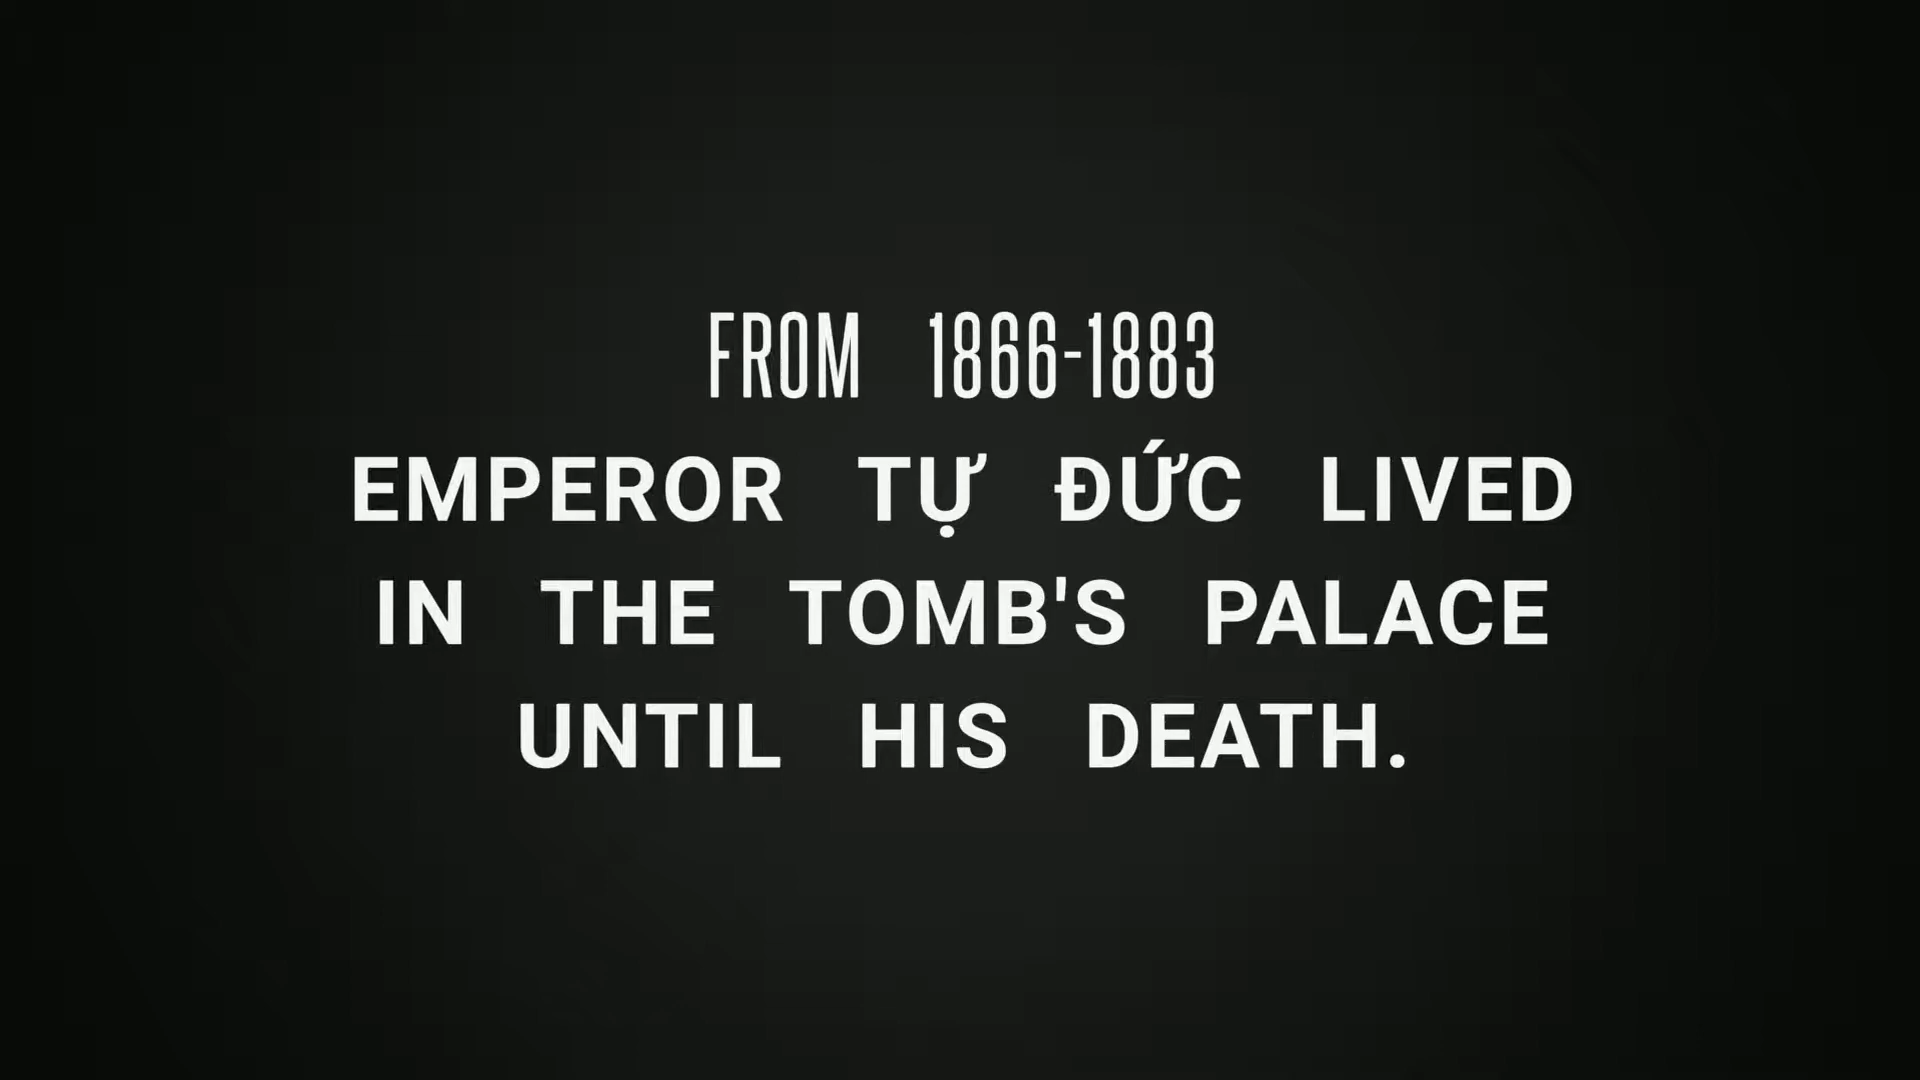 FROM 1866-1883
EMPEROR TỰ ĐỨC LIVED
IN THE TOMB'S PALACE
UNTIL HIS DEATH.